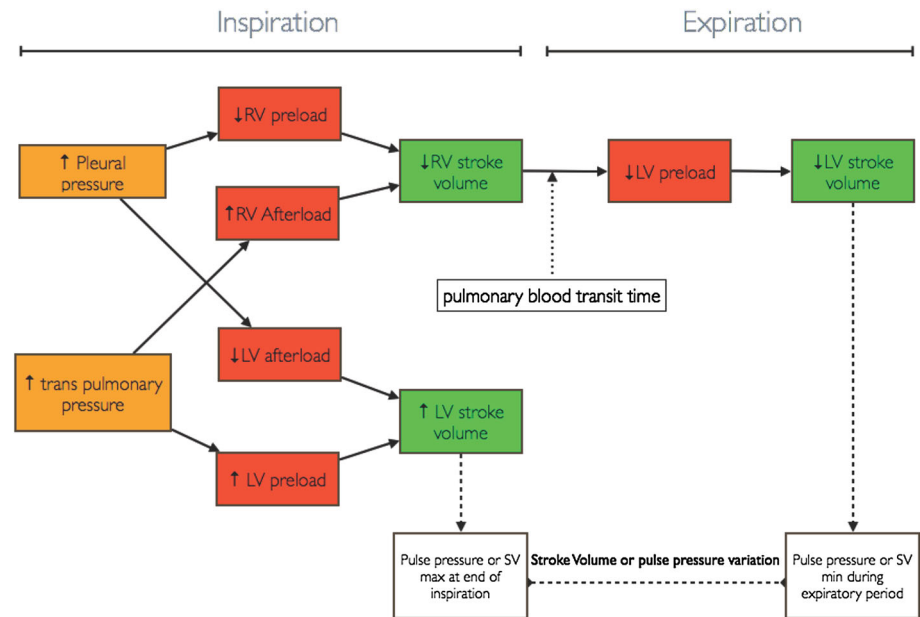 Inspiration
Expiration
↓RV preload
↑ Pleural
pressure
↓RV stroke
volume
↓LV preload
↓LV stroke
volume
↑RV Afterload
pulmonary blood transit time
↓LV afterload
↑ trans pulmonary
pressure
↑ LV stroke
volume
↑ LV preload
Pulse pressure or SV
max at end of
inspiration
Stroke Volume or pulse pressure variation
Pulse pressure or SV
min during
expiratory period